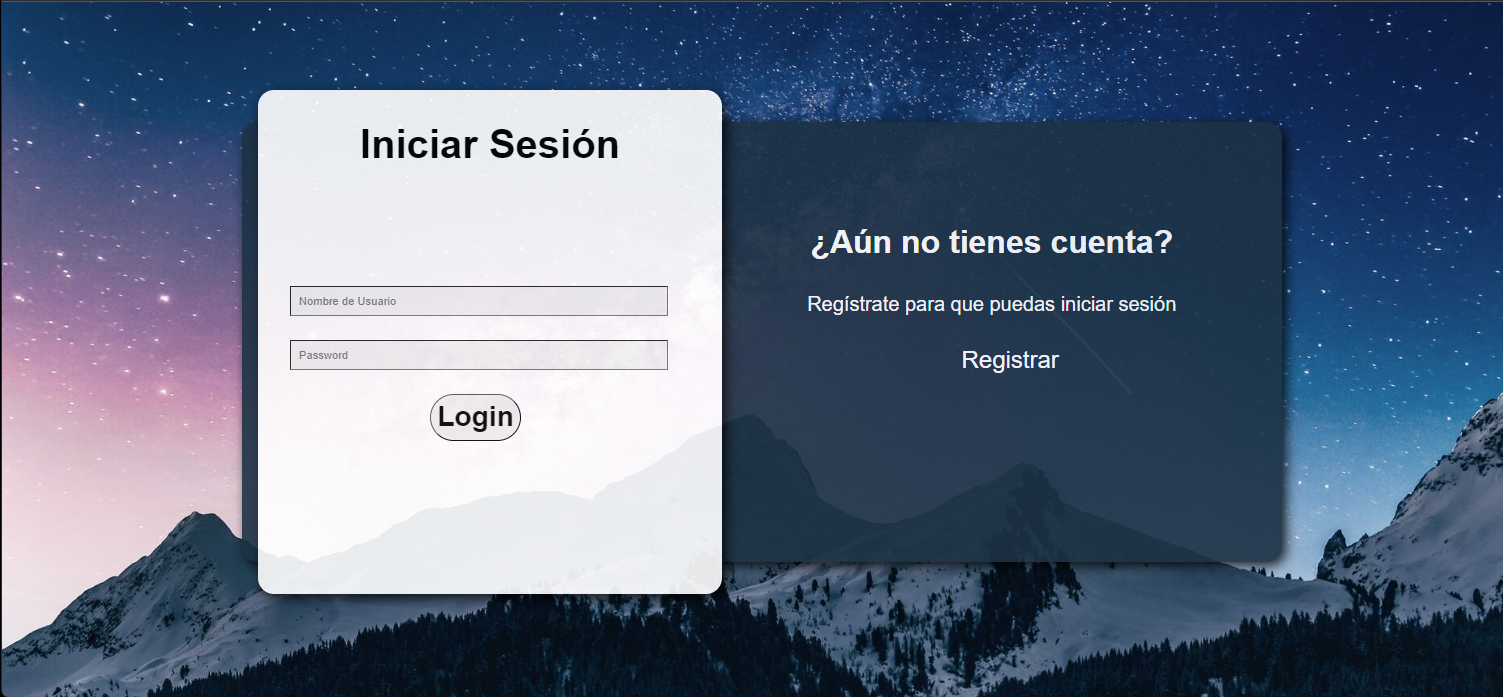 Iniciar Sesión
Nombre de Usuario
Password
Login
¿Aún no tienes cuenta?
Regístrate para que puedas iniciar sesión
Registrar